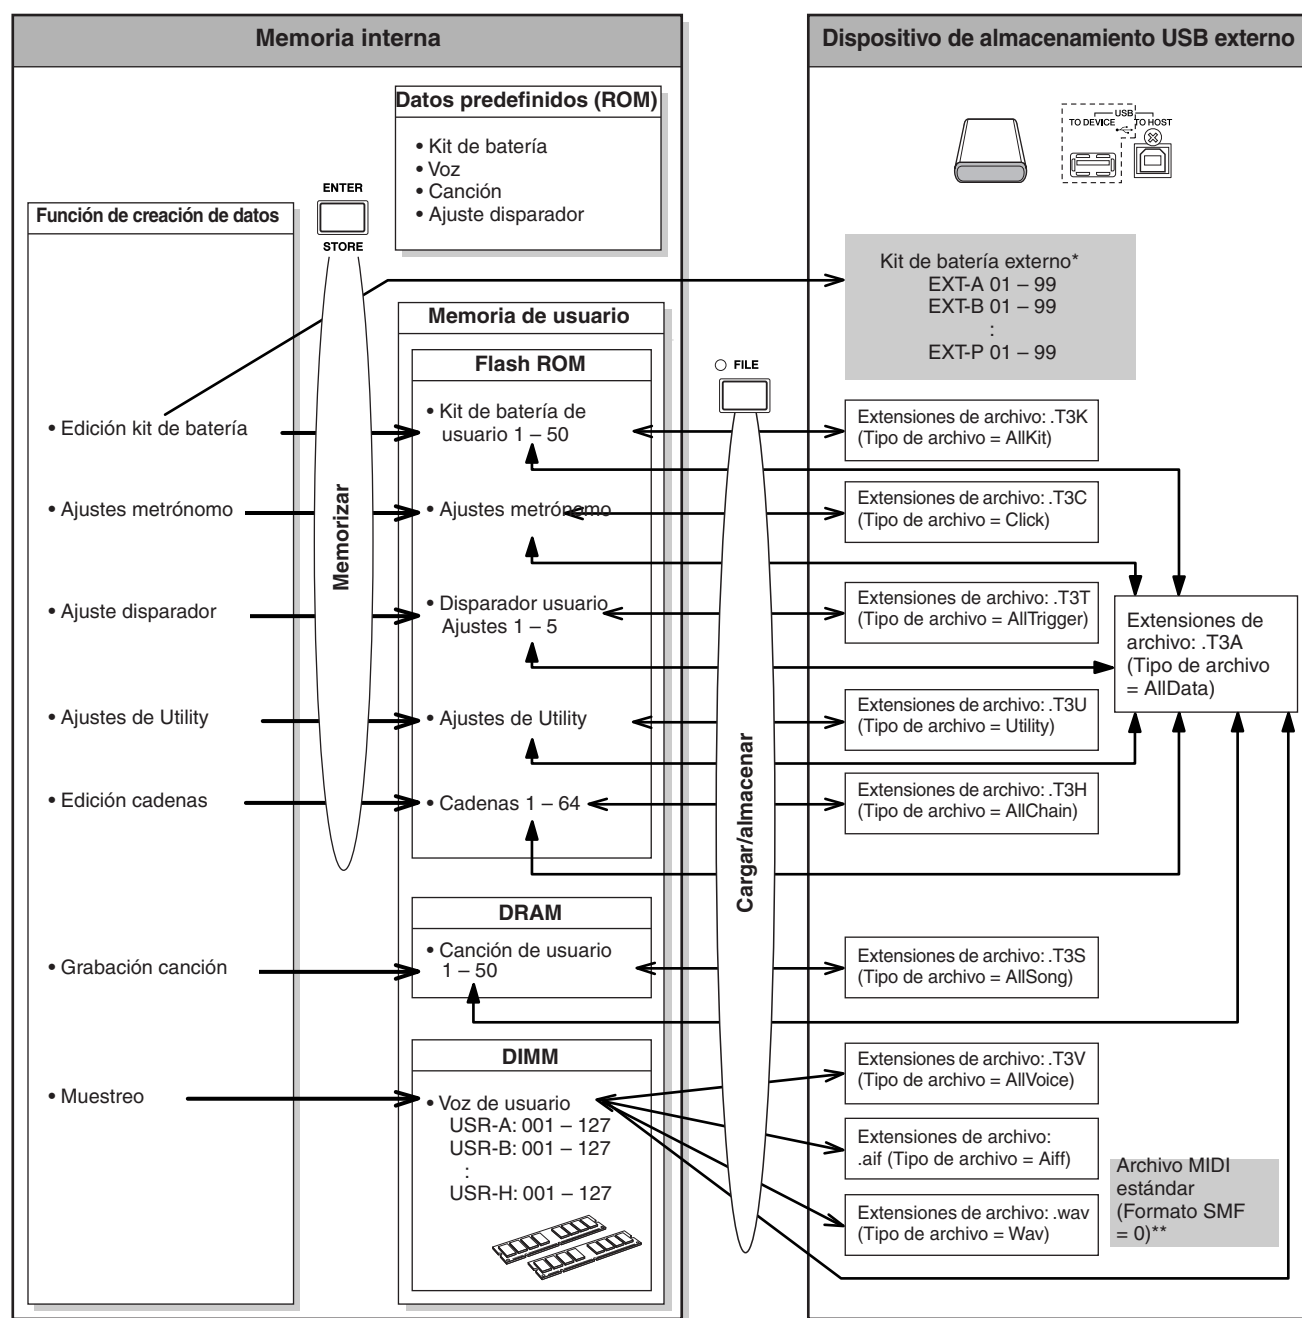 Memoria interna
Dispositivo de almacenamiento USB externo
Datos predefinidos (ROM)
• Kit de batería
• Voz
• Canción
• Ajuste disparador
USB
TO DEVICE
TO HOST
ENTER
STORE
Función de creación de datos
Kit de batería externo*
EXT-A 01 – 99
EXT-B 01 – 99
:
EXT-P 01 – 99
Memoria de usuario
Flash ROM
FILE
• Edición kit de batería
• Kit de batería de
usuario 1 – 50
Extensiones de archivo: .T3K
(Tipo de archivo = AllKit)
Memorizar
• Ajustes metrónomo
• Ajustes metrónomo
Extensiones de archivo: .T3C
(Tipo de archivo = Click)
• Ajuste disparador
• Disparador usuario
Ajustes 1 – 5
Extensiones de archivo: .T3T
(Tipo de archivo = AllTrigger)
Extensiones de
archivo: .T3A
(Tipo de archivo
= AllData)
• Ajustes de Utility
• Ajustes de Utility
Extensiones de archivo: .T3U
(Tipo de archivo = Utility)
Cargar/almacenar
• Edición cadenas
• Cadenas 1 – 64
Extensiones de archivo: .T3H
(Tipo de archivo = AllChain)
DRAM
• Grabación canción
• Canción de usuario
1 – 50
Extensiones de archivo: .T3S
(Tipo de archivo = AllSong)
DIMM
• Muestreo
• Voz de usuario
USR-A: 001 – 127
USR-B: 001 – 127
:
USR-H: 001 – 127
Extensiones de archivo: .T3V
(Tipo de archivo = AllVoice)
Extensiones de archivo:
.aif (Tipo de archivo = Aiff)
Extensiones de archivo: .wav
(Tipo de archivo = Wav)
Archivo MIDI
estándar
(Formato SMF
= 0)**